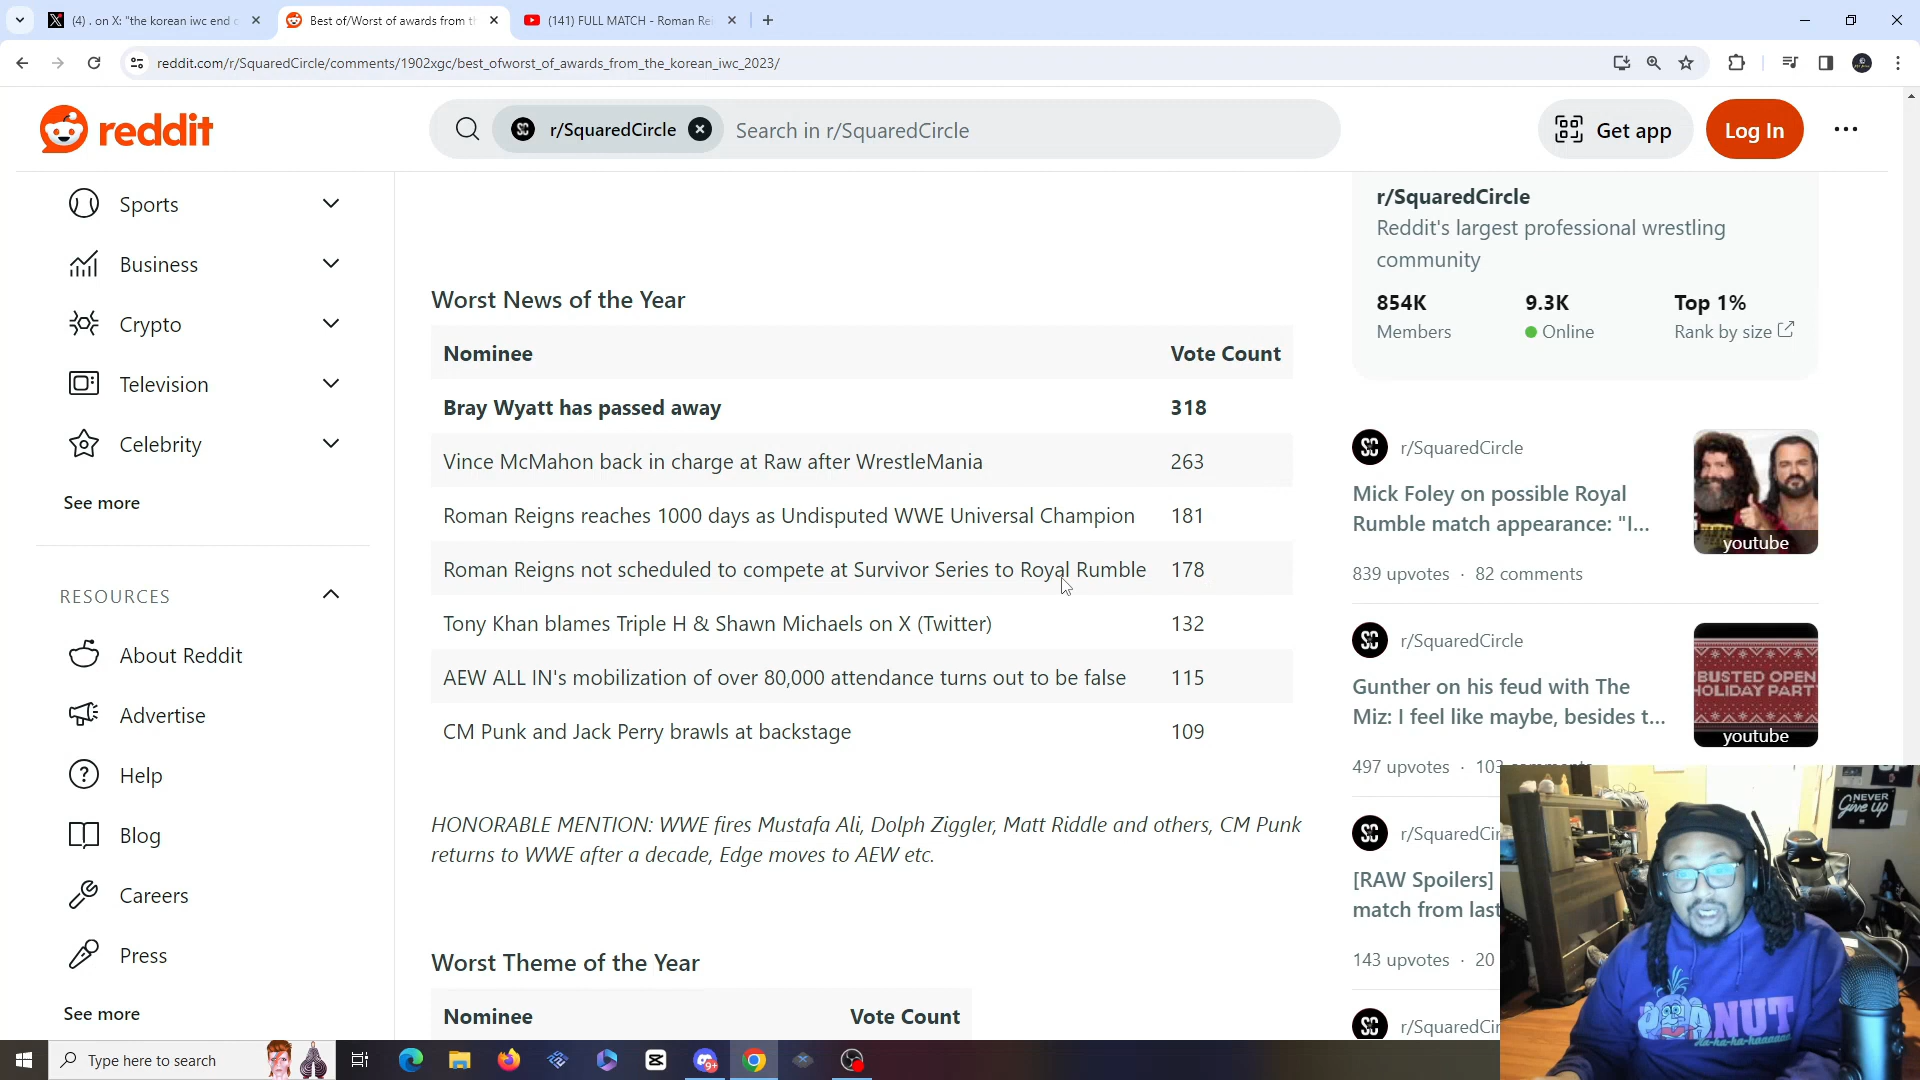 (4) . on X: "the korean iwc end o
Best of/Worst of awards from th
(141) FULL MATCH - Roman Rei
reddit.com/r/SquaredCircle/comments/1902xgc/best_ofworst_of_awards_from_the_korean_iwc_2023/
reddit
r/SquaredCircle
Search in r/SquaredCircle
Get app
Log In
Sports
Business
Crypto
Television
Celebrity
See more
RESOURCES
About Reddit
Advertise
Help
Blog
Careers
Press
See more
Worst News of the Year
Nominee Vote Count
Bray Wyatt has passed away 318
Vince McMahon back in charge at Raw after WrestleMania 263
Roman Reigns reaches 1000 days as Undisputed WWE Universal Champion 181
Roman Reigns not scheduled to compete at Survivor Series to Royal Rumble 178
Tony Khan blames Triple H & Shawn Michaels on X (Twitter) 132
AEW ALL IN's mobilization of over 80,000 attendance turns out to be false 115
CM Punk and Jack Perry brawls at backstage 109
HONORABLE MENTION: WWE fires Mustafa Ali, Dolph Ziggler, Matt Riddle and others, CM Punk
returns to WWE after a decade, Edge moves to AEW etc.
Worst Theme of the Year
Nominee Vote Count
r/SquaredCircle
Reddit's largest professional wrestling
community
854K 9.3K Top 1%
Members Online Rank by size
r/SquaredCircle
Mick Foley on possible Royal
Rumble match appearance: "I...
youtube
839 upvotes · 82 comments
r/SquaredCircle
Gunther on his feud with The
Miz: I feel like maybe, besides t...
BUSTED OPEN
HOLIDAY PARTY
youtube
497 upvotes · 103 comments
r/SquaredCir
[RAW Spoilers]
match from last
143 upvotes · 20
r/SquaredCir
NEVER
Give up
NUT
Type here to search
9+